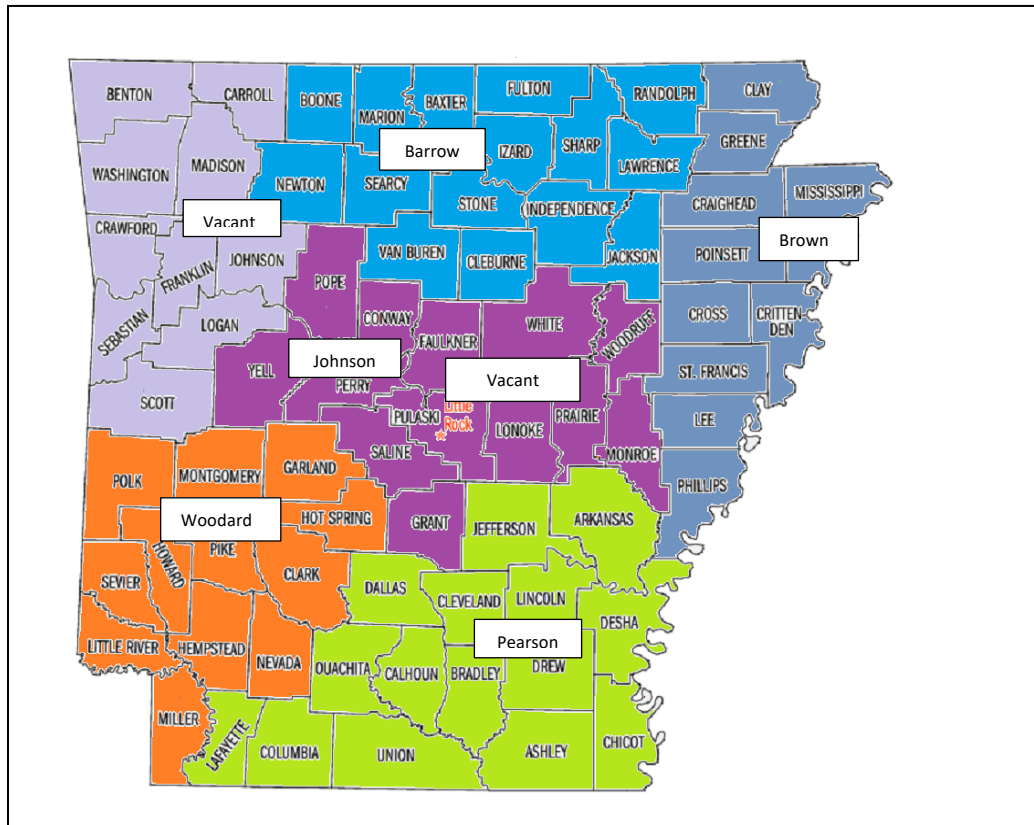 BENTON
CARROLL
BOONE
MARION
BAXTER
FULTON
RANDOLPH
CLAY
GREENE
WASHINGTON
MADISON
NEWTON
SEARCY
Barrow
IZARD
SHARP
LAWRENCE
STONE
INDEPENDENCE
CRAIGHEAD
MISSISSIPPI
Vacant
CRAWFORD
FRANKLIN
JOHNSON
POPE
VAN BUREN
CLEBURNE
JACKSON
POINSETT
Brown
SEBASTIAN
LOGAN
CONWAY
FAULKNER
WHITE
WOODRUFF
CROSS
CRITTEN-
DEN
YELL
Johnson
PERRY
Vacant
ST. FRANCIS
SCOTT
PULASKI
Little
Rock
LONOKE
PRAIRIE
LEE
SALINE
MONROE
PHILLIPS
POLK
MONTGOMERY
GARLAND
HOT SPRING
Woodard
GRANT
JEFFERSON
ARKANSAS
HOWARD
PIKE
CLARK
SEVIER
DALLAS
CLEVELAND
LINCOLN
DESHA
Pearson
LITTLE RIVER
HEMPSTEAD
NEVADA
OUACHITA
CALHOUN
BRADLEY
DREW
MILLER
LAFAYETTE
COLUMBIA
UNION
ASHLEY
CHICOT